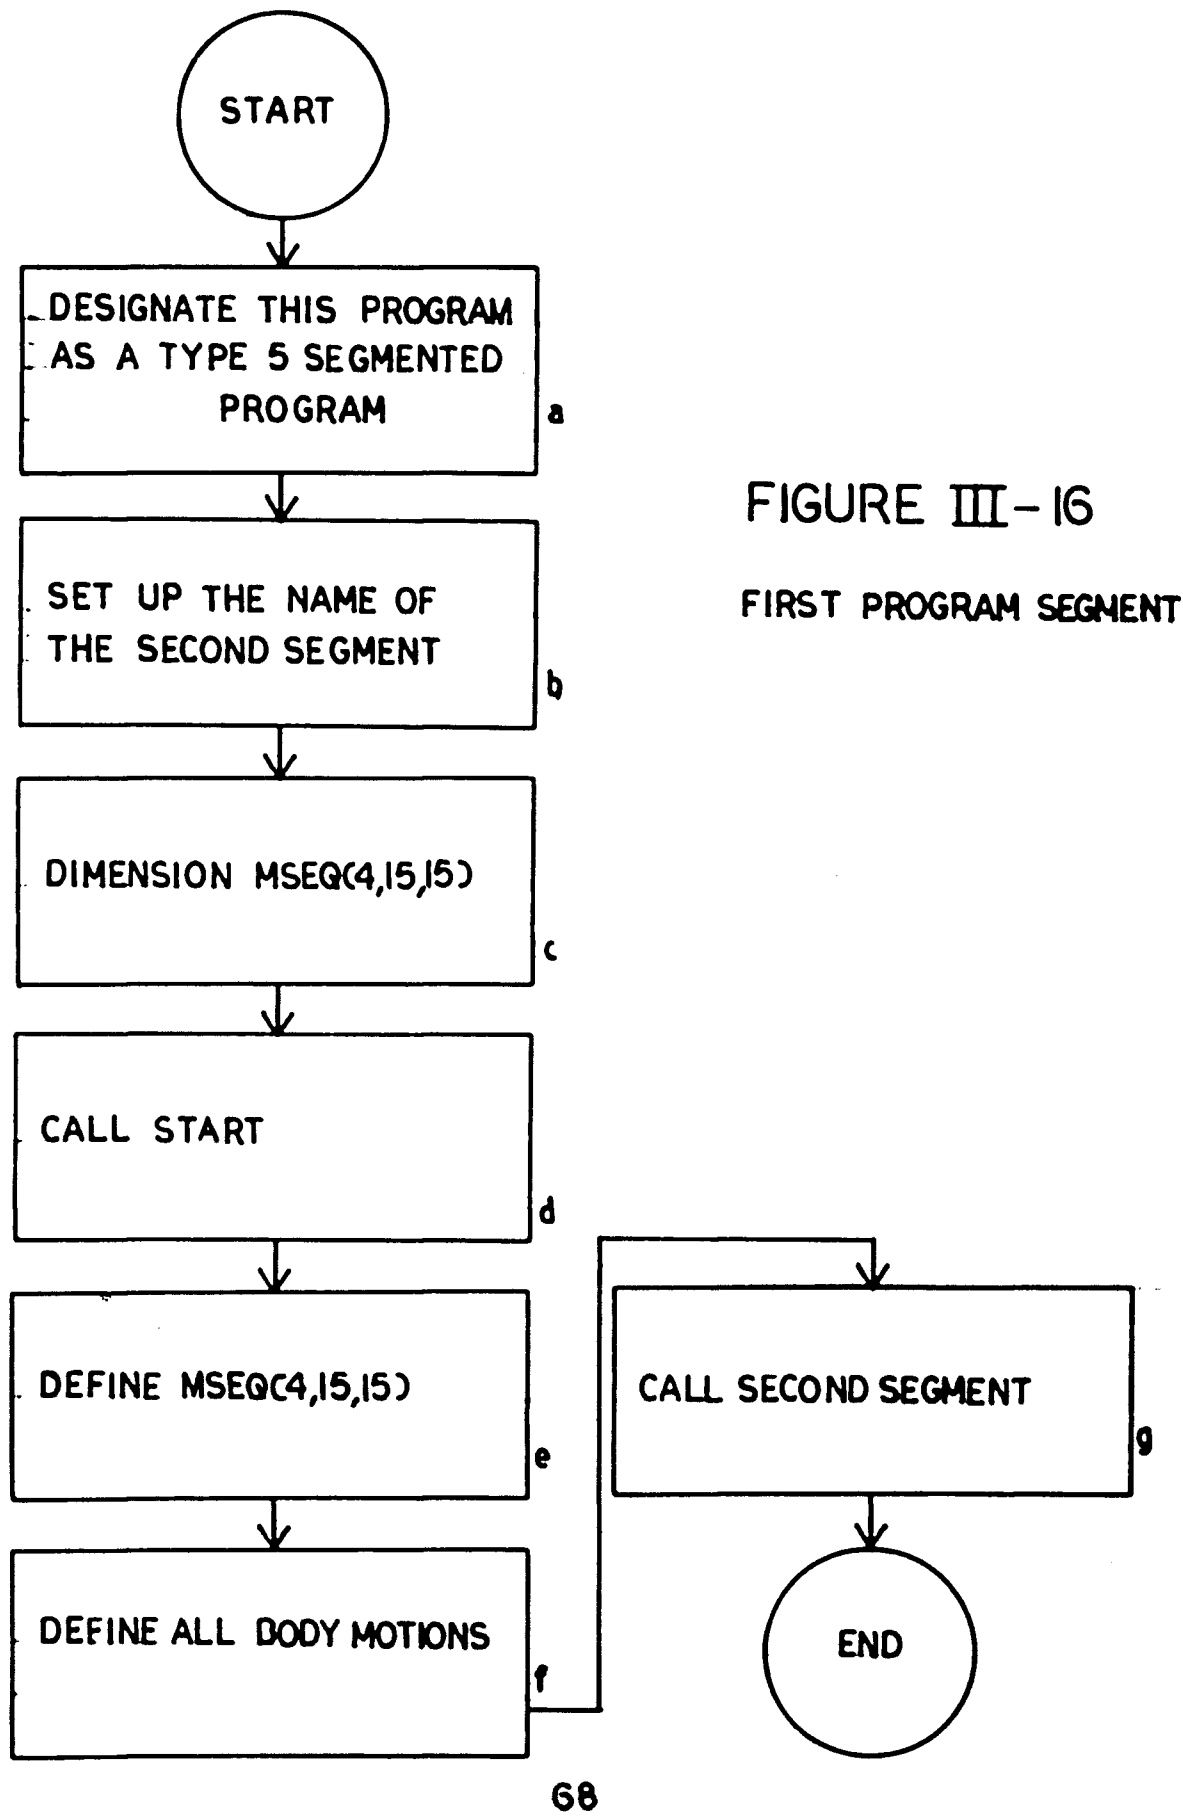 START
DESIGNATE THIS PROGRAM
AS A TYPE 5 SEGMENTED
PROGRAM
a
SET UP THE NAME OF
THE SECOND SEGMENT
b
DIMENSION MSEQ(4,15,15)
c
CALL START
d
DEFINE MSEQ(4,15,15)
e
DEFINE ALL BODY MOTIONS
f
FIGURE III-16
FIRST PROGRAM SEGMENT
CALL SECOND SEGMENT
g
END
68